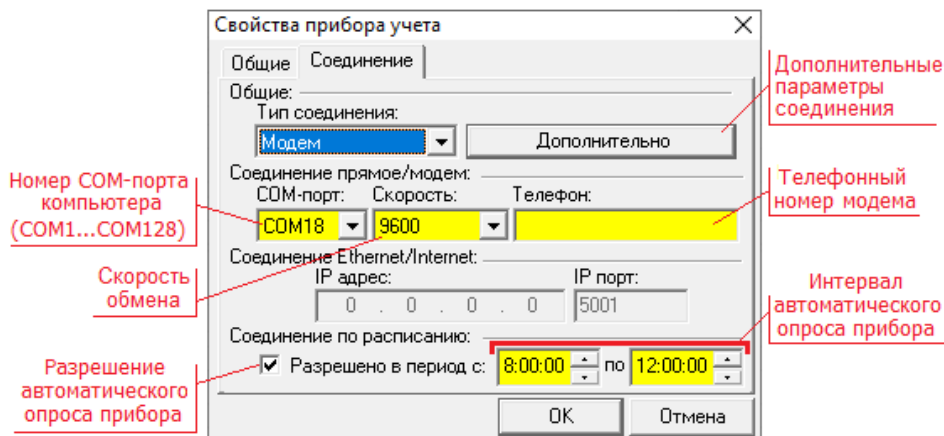 Свойства прибора учета
Общие
Соединение
Общие:
Тип соединения:
Модем
Дополнительно
Дополнительные
параметры
соединения
Соединение прямое/модем:
COM-порт:
Скорость:
Телефон:
COM18
9600
Номер COM-порта
компьютера
(COM1...COM128)
Телефонный
номер модема
Соединение Ethernet/Internet:
IP адрес:
IP порт:
0 . 0 . 0 . 0
5001
Скорость
обмена
Интервал
автоматического
опроса прибора
Соединение по расписанию:
Разрешено в период с:
8:00:00
по
12:00:00
Разрешение
автоматического
опроса прибора
OK
Отмена